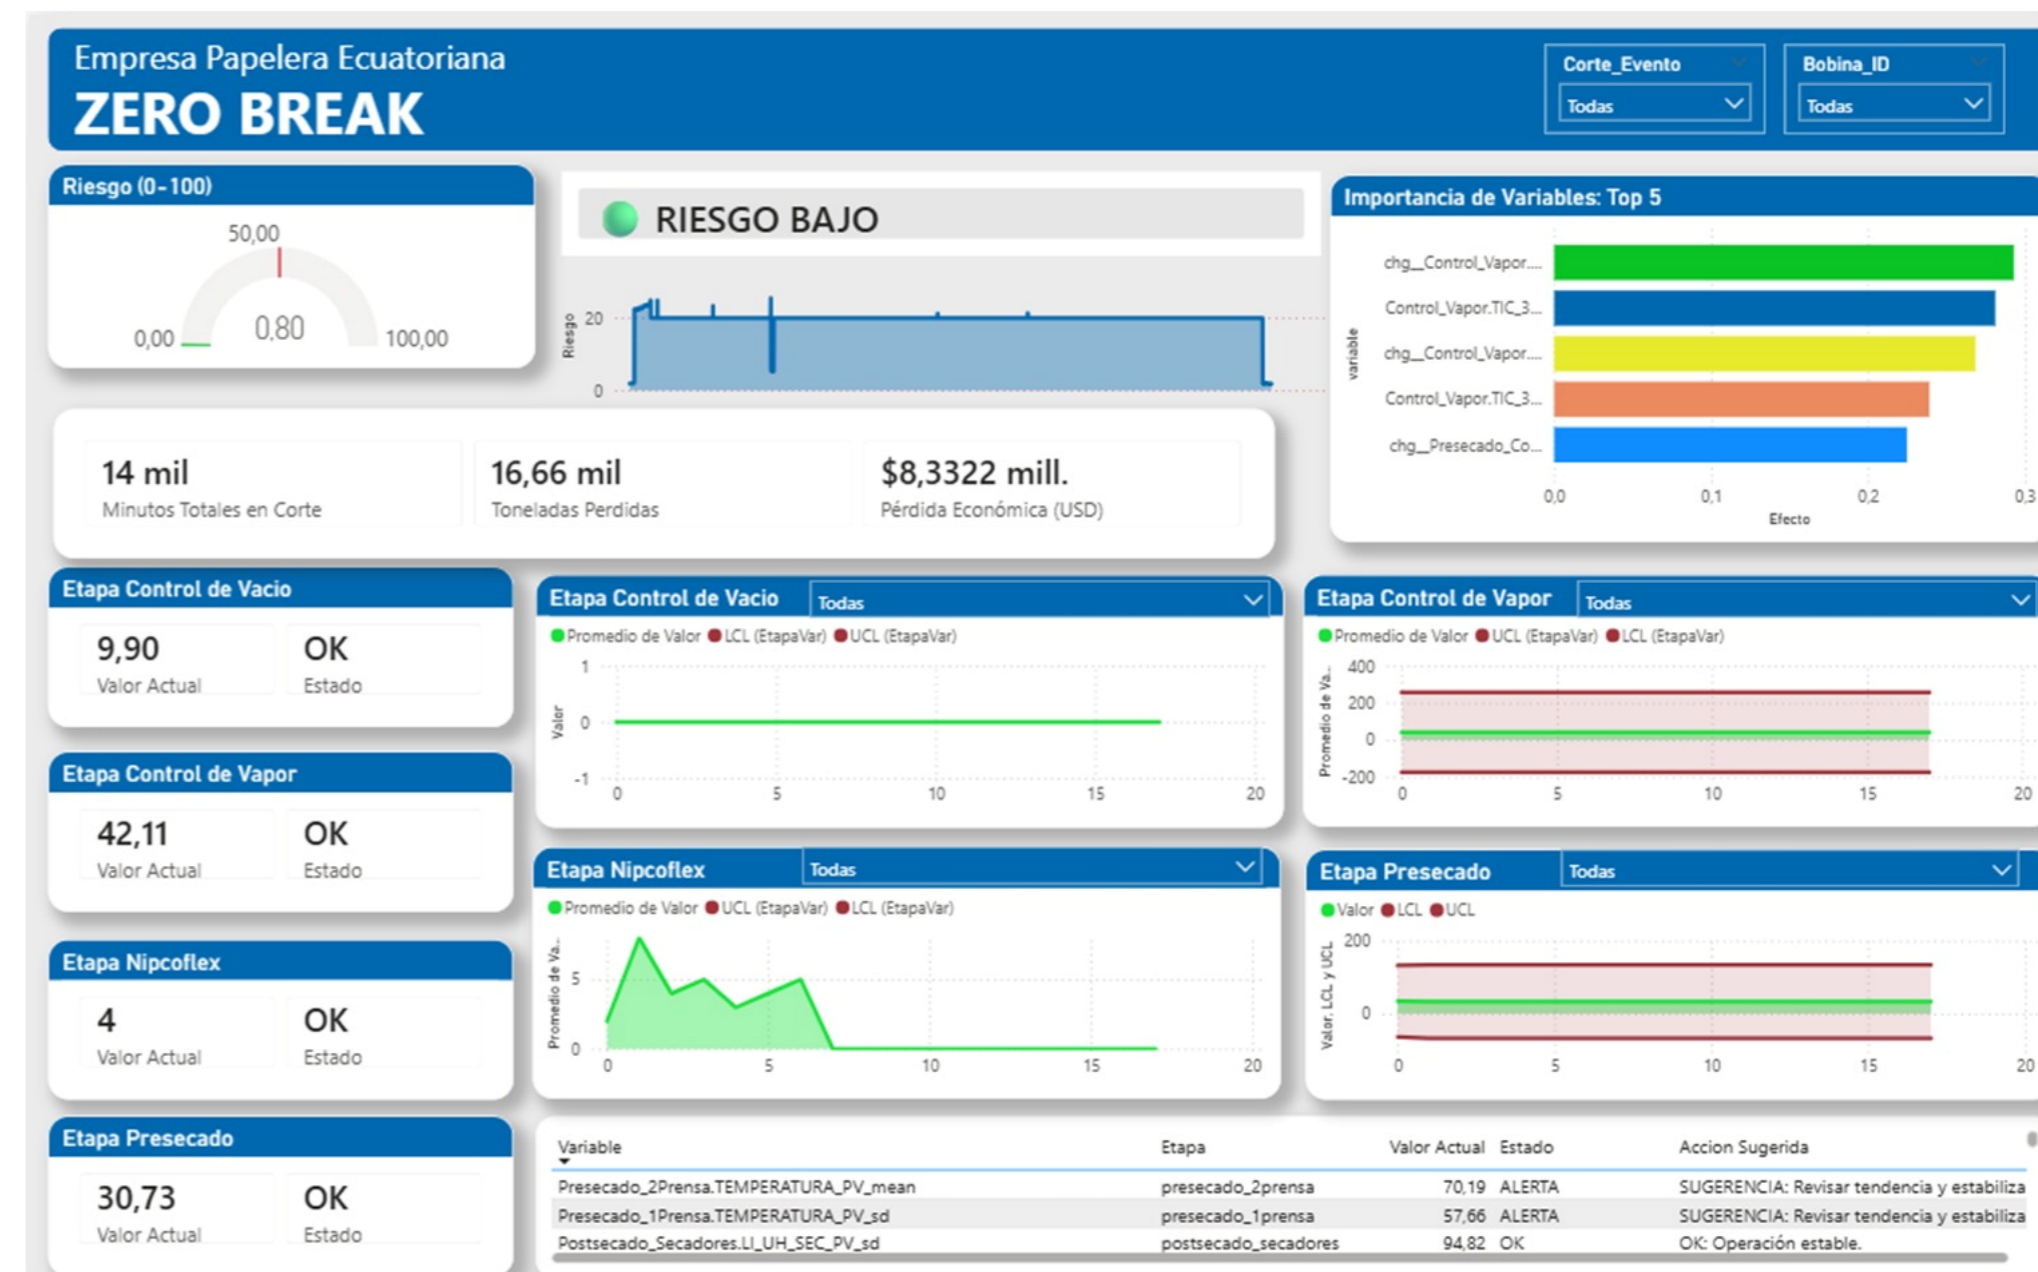 Empresa Papelera Ecuatoriana
ZERO BREAK
Corte_Evento
Todas
Bobina_ID
Todas
Riesgo (0-100)
50,00
0,00
0,80
100,00
RIESGO BAJO
Riesgo
20
0
Importancia de Variables: Top 5
variable
chg__Control_Vapor....
Control_Vapor.TIC_3...
chg__Control_Vapor....
Control_Vapor.TIC_3...
chg__Presecado_Co...
0,0 0,1 0,2 0,3
Efecto
14 mil
Minutos Totales en Corte
16,66 mil
Toneladas Perdidas
$8,3322 mill.
Pérdida Económica (USD)
Etapa Control de Vacio
9,90
Valor Actual
OK
Estado
Etapa Control de Vacio
Todas
Promedio de Valor LCL (EtapaVar) UCL (EtapaVar)
Valor
1
0
-1
0 5 10 15 20
Etapa Control de Vapor
Todas
Promedio de Valor UCL (EtapaVar) LCL (EtapaVar)
Promedio de Va...
400
200
0
-200
0 5 10 15 20
Etapa Control de Vapor
42,11
Valor Actual
OK
Estado
Etapa Nipcoflex
Todas
Promedio de Valor UCL (EtapaVar) LCL (EtapaVar)
Promedio de Va...
5
0
0 5 10 15 20
Etapa Presecado
Todas
Valor LCL UCL
Valor, LCL y UCL
200
0
0 5 10 15 20
Etapa Nipcoflex
4
Valor Actual
OK
Estado
Etapa Presecado
30,73
Valor Actual
OK
Estado
Variable Etapa Valor Actual Estado Accion Sugerida
Presecado_2Prensa.TEMPERATURA_PV_mean presecado_2prensa 70,19 ALERTA SUGERENCIA: Revisar tendencia y estabiliza
Presecado_1Prensa.TEMPERATURA_PV_sd presecado_1prensa 57,66 ALERTA SUGERENCIA: Revisar tendencia y estabiliza
Postsecado_Secadores.LI_UH_SEC_PV_sd postsecado_secadores 94,82 OK OK: Operación estable.